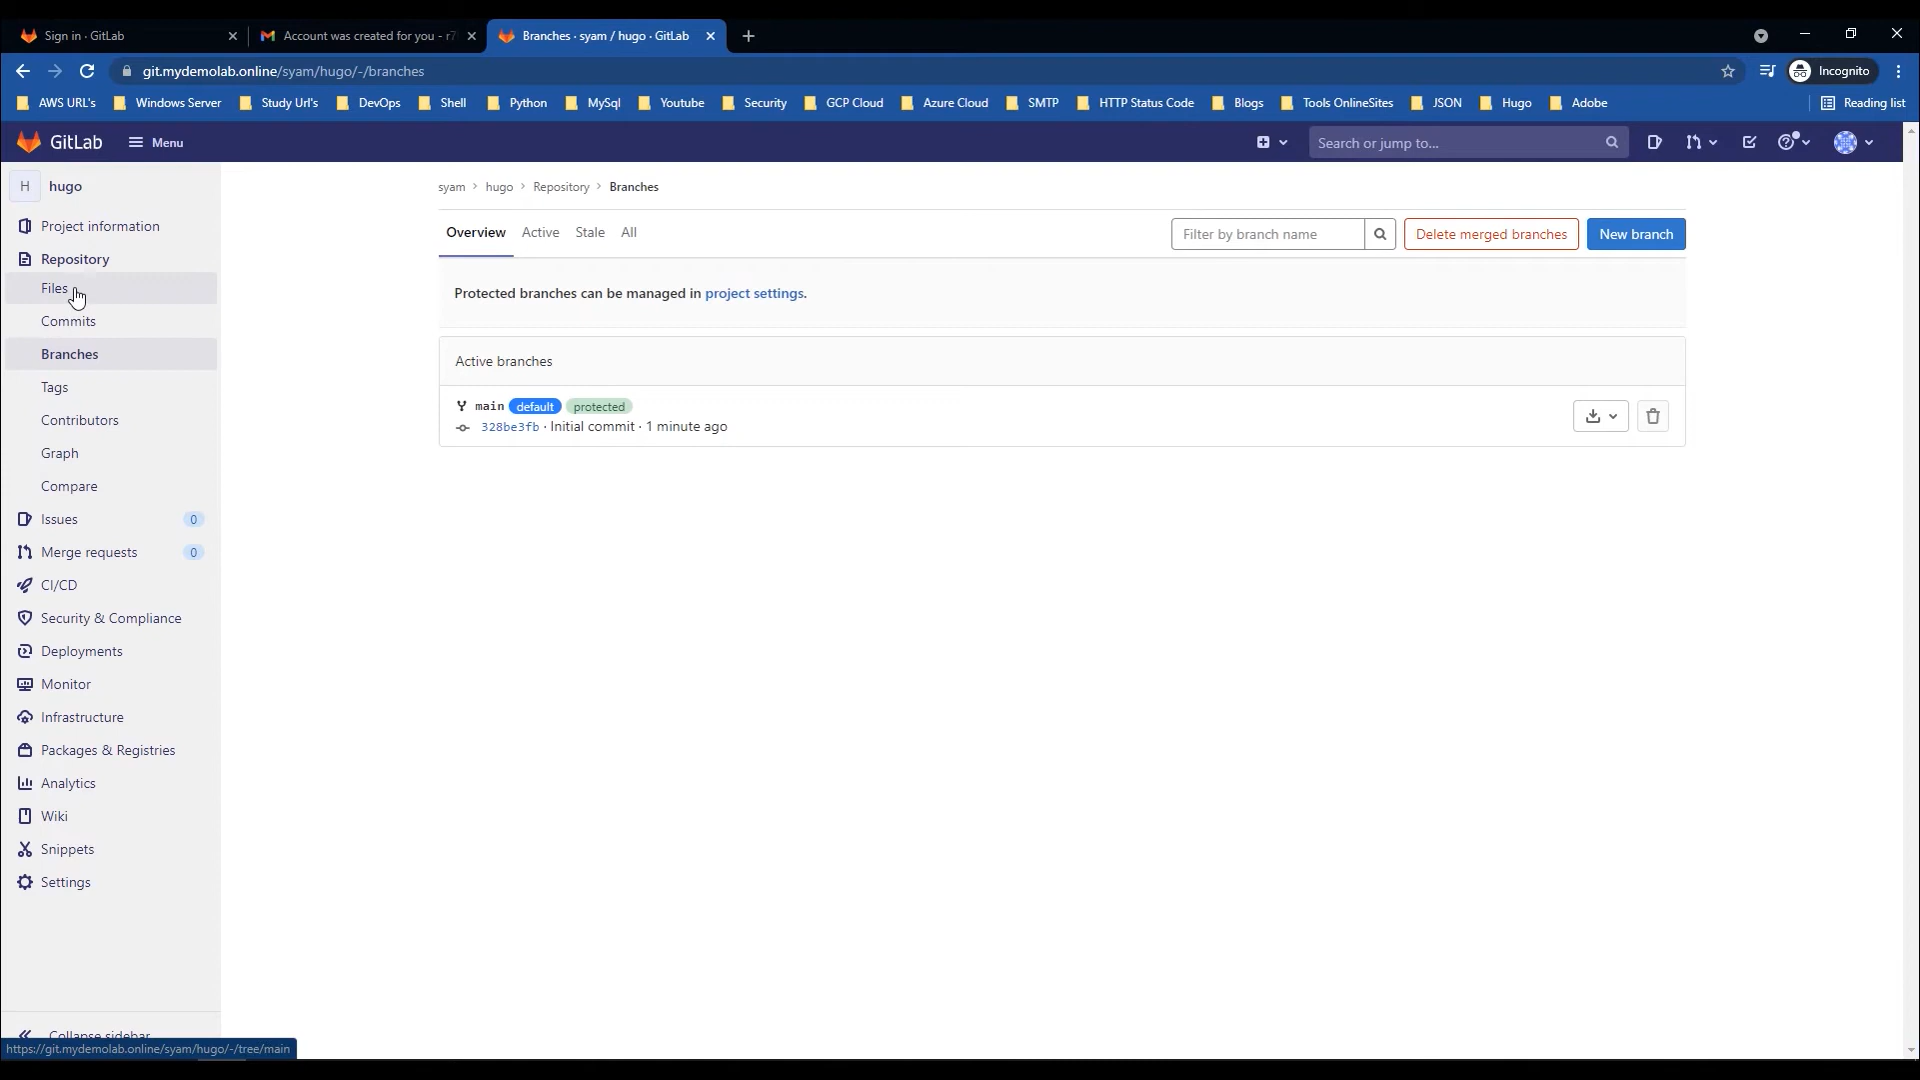 Sign in · GitLab
Account was created for you - r7
Branches · syam / hugo · GitLab
git.mydemolab.online/syam/hugo/-/branches
Incognito
AWS URL's
Windows Server
Study Url's
DevOps
Shell
Python
MySql
Youtube
Security
GCP Cloud
Azure Cloud
SMTP
HTTP Status Code
Blogs
Tools OnlineSites
JSON
Hugo
Adobe
Reading list
GitLab
Menu
Search or jump to...
H hugo
Project information
Repository
Files
Commits
Branches
Tags
Contributors
Graph
Compare
Issues 0
Merge requests 0
CI/CD
Security & Compliance
Deployments
Monitor
Infrastructure
Packages & Registries
Analytics
Wiki
Snippets
Settings
Collapse sidebar
https://git.mydemolab.online/syam/hugo/-/tree/main
syam > hugo > Repository > Branches
Overview Active Stale All
Filter by branch name
Delete merged branches
New branch
Protected branches can be managed in project settings.
Active branches
main default protected
328be3fb · Initial commit · 1 minute ago